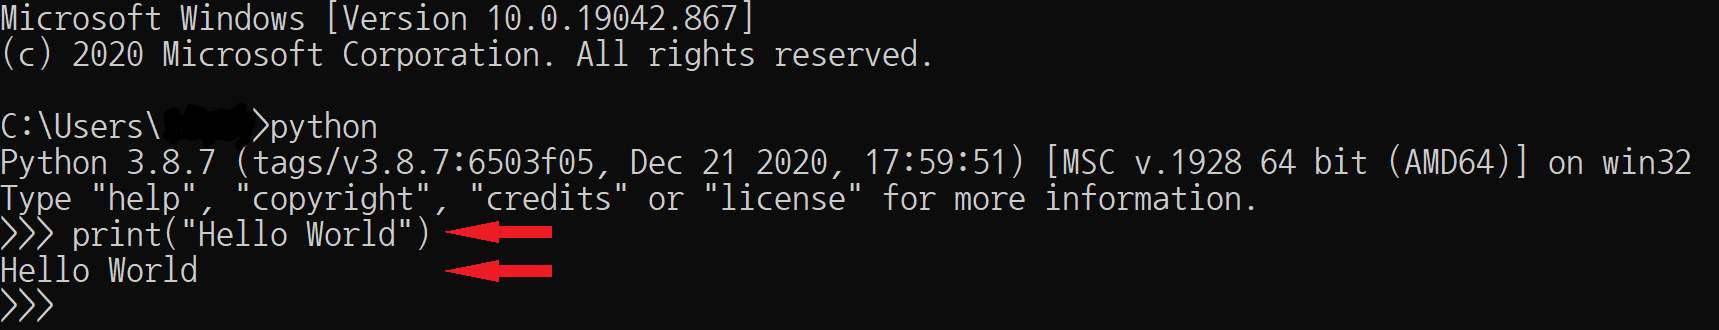 Microsoft Windows [Version 10.0.19042.867]
(c) 2020 Microsoft Corporation. All rights reserved.
C:\Users\ >python
Python 3.8.7 (tags/v3.8.7:6503f05, Dec 21 2020, 17:59:51) [MSC v.1928 64 bit (AMD64)] on win32
Type "help", "copyright", "credits" or "license" for more information.
>>> print("Hello World")
Hello World
>>>